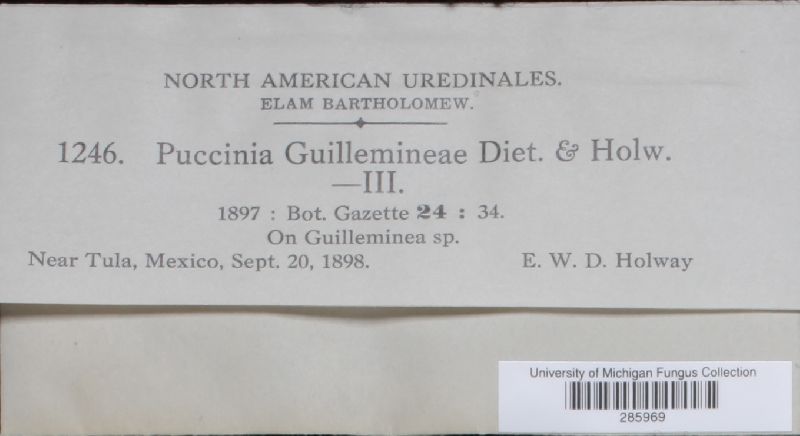 NORTH AMERICAN UREDINALES.
ELAM BARTHOLOMEW.
1246. Puccinia Guillemineae Diet. & Holw.
—III.
1897 : Bot. Gazette 24 : 34.
On Guilleminea sp.
Near Tula, Mexico, Sept. 20, 1898. E. W. D. Holway
University of Michigan Fungus Collection
285969